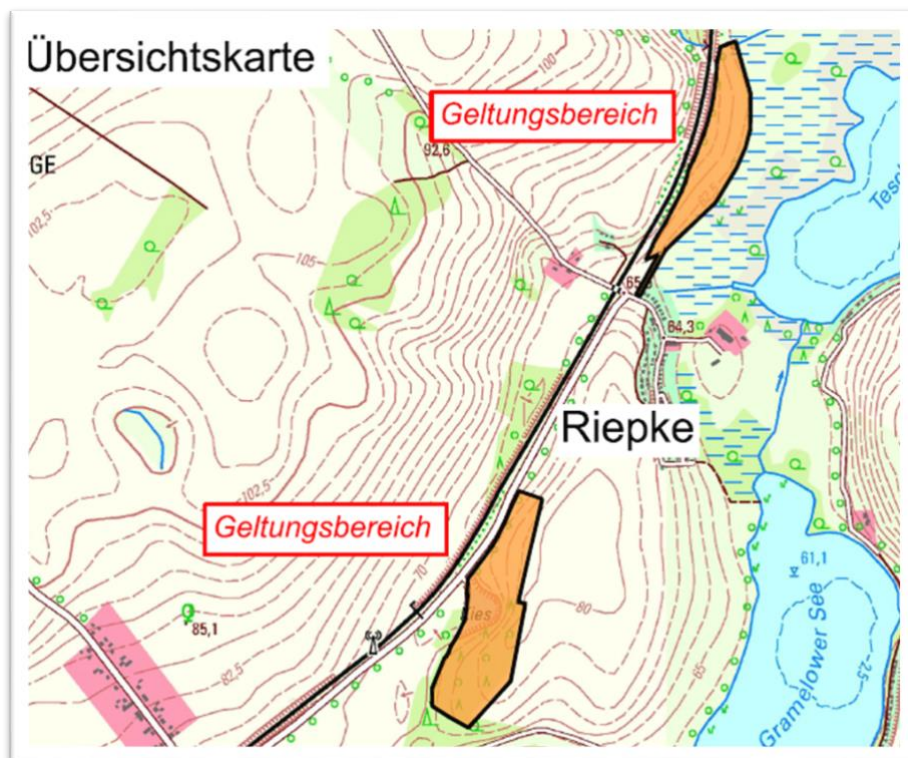 Übersichtskarte
100
Geltungsbereich
92,6
GE
102,5
105
65
Tesc
64,3
Riepke
102,5
Geltungsbereich
70
61,1
Kies
80
85,1
82,5
65
25
Gramelower See